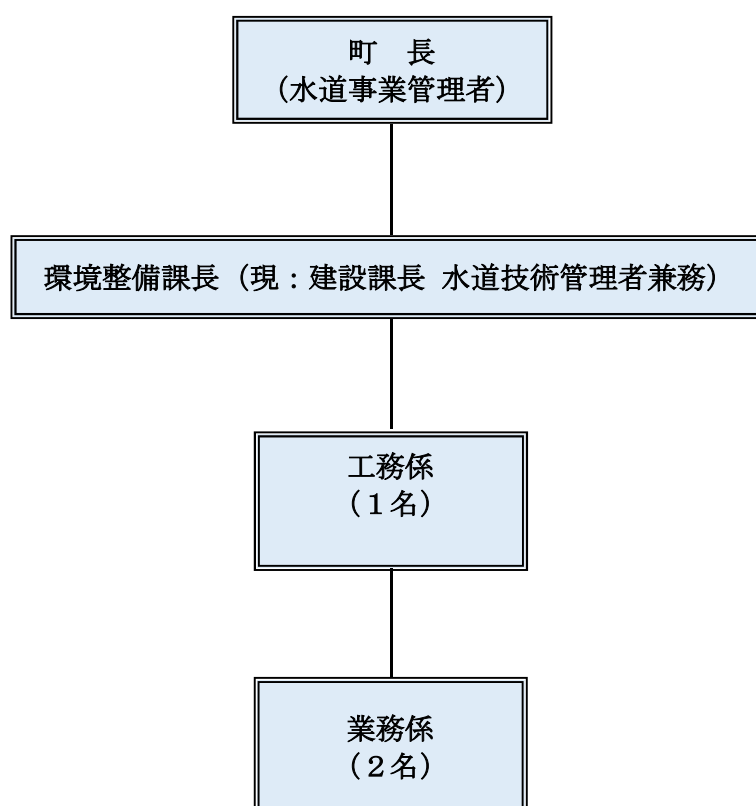 町　長
（水道事業管理者）
環境整備課長（現：建設課長 水道技術管理者兼務）
工務係
（１名）
業務係
（２名）